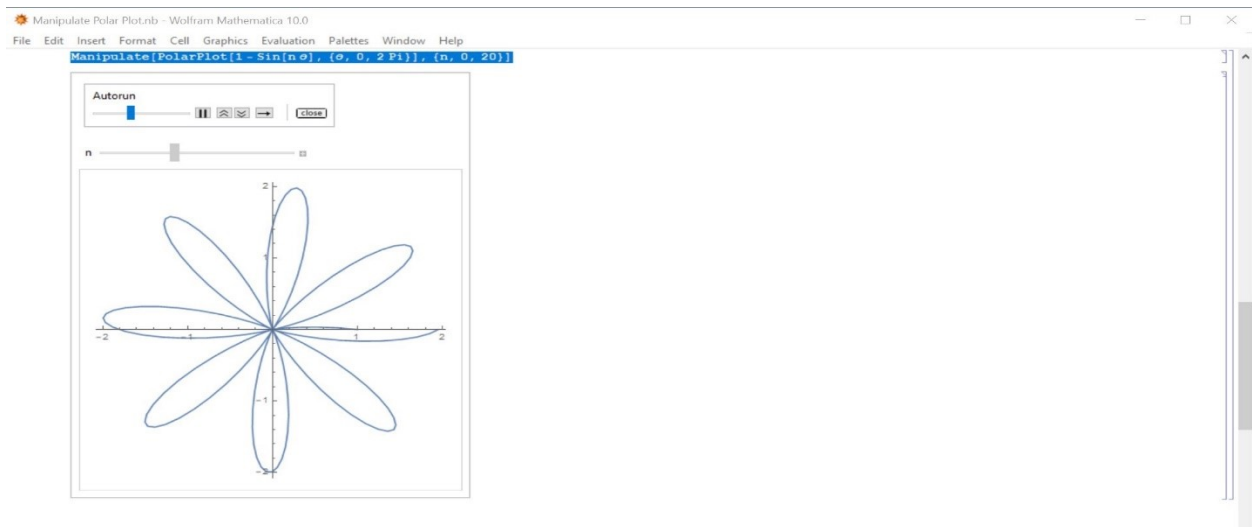 Manipulate Polar Plot.nb - Wolfram Mathematica 10.0
File Edit Insert Format Cell Graphics Evaluation Palettes Window Help
Manipulate[PolarPlot[1 - Sin[n θ], {θ, 0, 2 Pi}], {n, 0, 20}]
Autorun
close
n
2
1
-2 -1 1 2
-1
-2